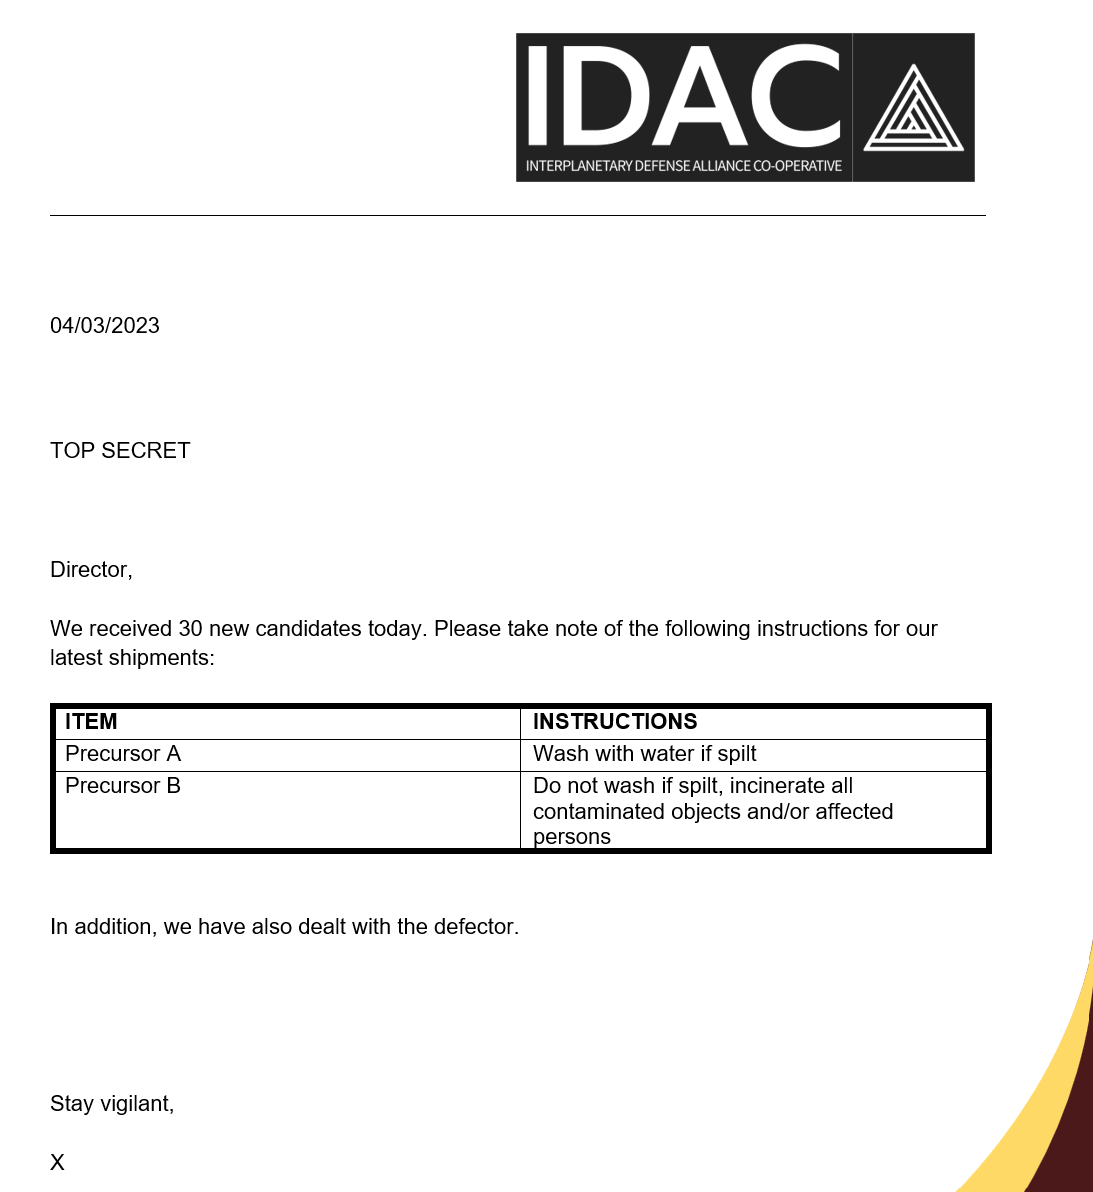 IDAC
INTERPLANETARY DEFENSE ALLIANCE CO-OPERATIVE
04/03/2023
TOP SECRET
Director,
We received 30 new candidates today. Please take note of the following instructions for our
latest shipments:
ITEM INSTRUCTIONS
Precursor A Wash with water if spilt
Precursor B Do not wash if spilt, incinerate all
contaminated objects and/or affected
persons
In addition, we have also dealt with the defector.
Stay vigilant,
X